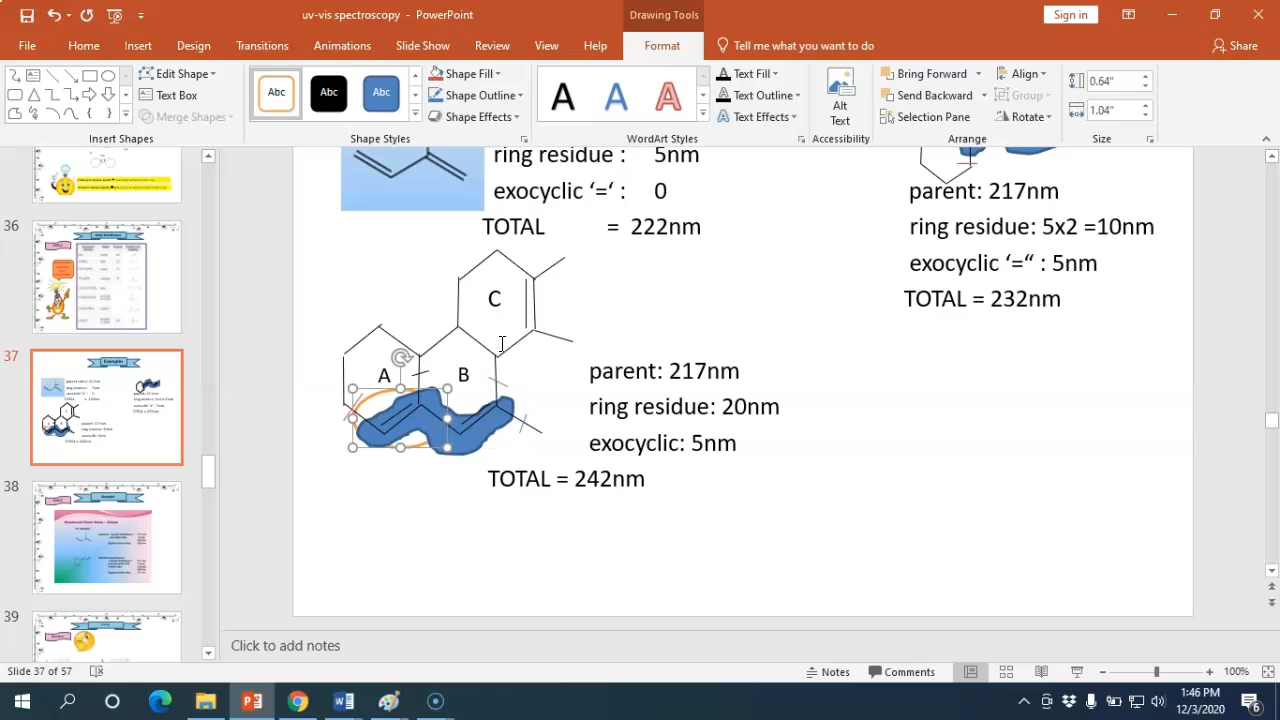 uv-vis spectroscopy - PowerPoint
Drawing Tools
Sign in
File Home Insert Design Transitions Animations Slide Show Review View Help Format Tell me what you want to do Share
Edit Shape
Text Box
Merge Shapes
Insert Shapes
Abc Abc Abc
Shape Fill
Shape Outline
Shape Effects
Shape Styles
A A A
Text Fill
Text Outline
Text Effects
WordArt Styles
Alt
Text
Accessibility
Bring Forward
Send Backward
Selection Pane
Align
Group
Rotate
Arrange
0.64"
1.04"
Size
36
37
38
39
ring residue : 5nm
exocyclic ‘=‘ : 0
TOTAL = 222nm
parent: 217nm
ring residue: 5x2 =10nm
exocyclic ‘=“ : 5nm
TOTAL = 232nm
C
A B
parent: 217nm
ring residue: 20nm
exocyclic: 5nm
TOTAL = 242nm
Click to add notes
Slide 37 of 57
Notes Comments 100%
1:46 PM
12/3/2020
6